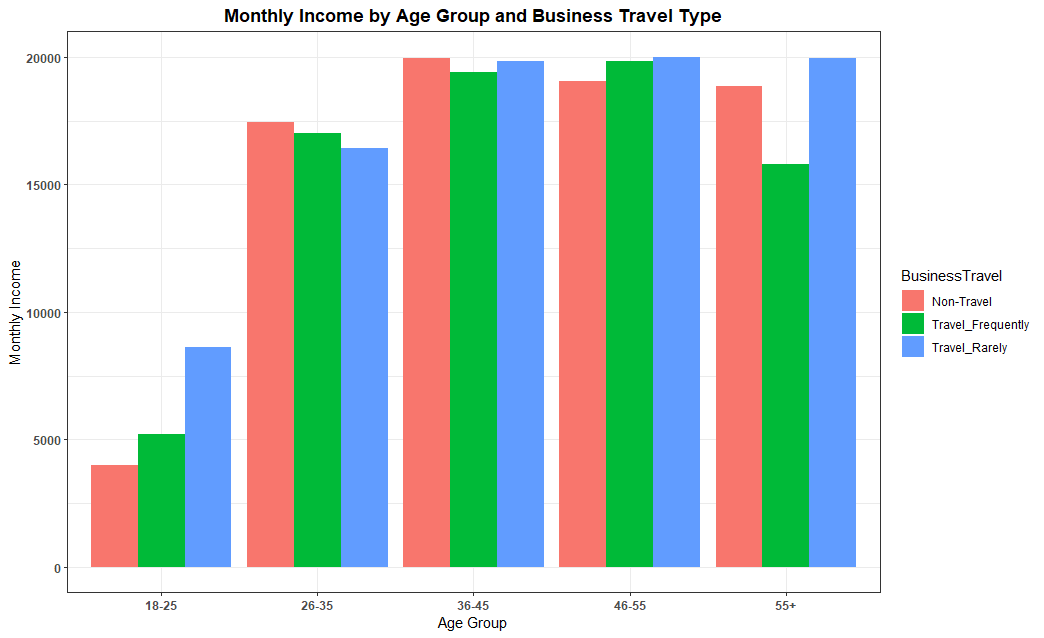 Monthly Income by Age Group and Business Travel Type
Monthly Income
20000
15000
10000
5000
0
18-25
26-35
36-45
46-55
55+
Age Group
BusinessTravel
Non-Travel
Travel_Frequently
Travel_Rarely